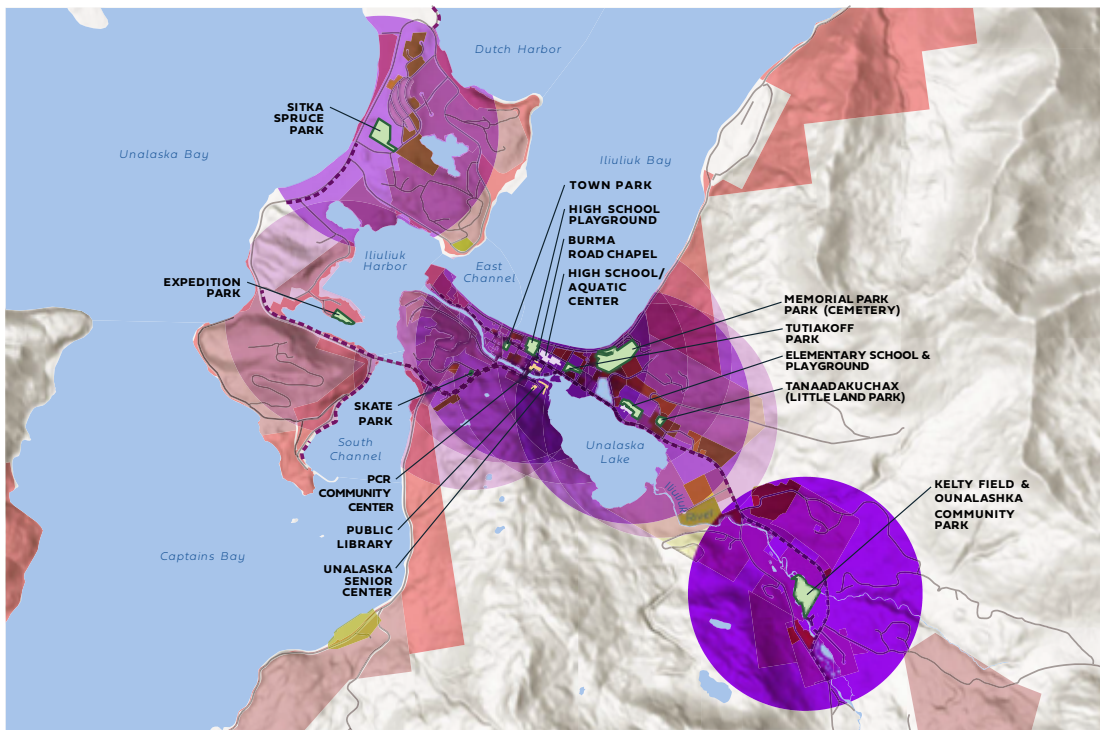 Dutch Harbor
SITKA
SPRUCE
PARK
Unalaska Bay
Iliuliuk Bay
TOWN PARK
HIGH SCHOOL
PLAYGROUND
BURMA
ROAD CHAPEL
HIGH SCHOOL/
AQUATIC
CENTER
Iliuliuk
Harbor
East
Channel
EXPEDITION
PARK
MEMORIAL PARK
PARK (CEMETERY)
TUTIAKOFF
PARK
ELEMENTARY SCHOOL &
PLAYGROUND
TANAADAKUCHAX
(LITTLE LAND PARK)
SKATE
PARK
South
Channel
Unalaska
Lake
PCR
COMMUNITY
CENTER
Iliuliuk
River
KELTY FIELD &
OUNALASHKA
COMMUNITY
PARK
PUBLIC
LIBRARY
Captains Bay
UNALASKA
SENIOR
CENTER